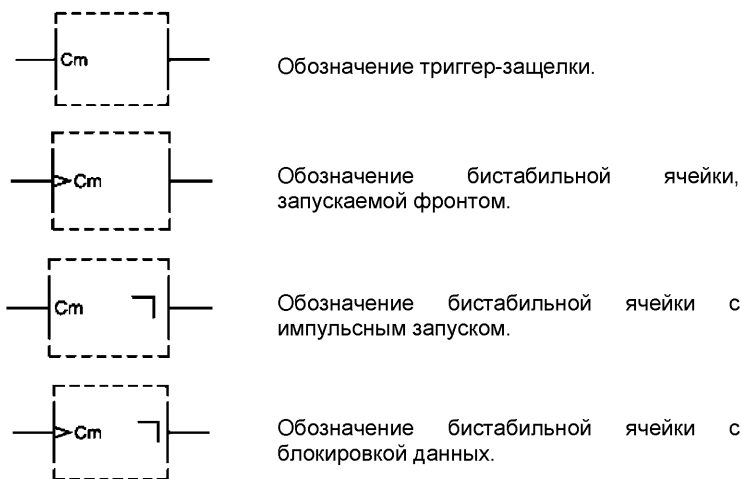 Cm
Обозначение триггер-защелки.
Cm
Обозначение бистабильной ячейки,
запускаемой фронтом.
Cm
Обозначение бистабильной ячейки с
импульсным запуском.
Cm
Обозначение бистабильной ячейки с
блокировкой данных.